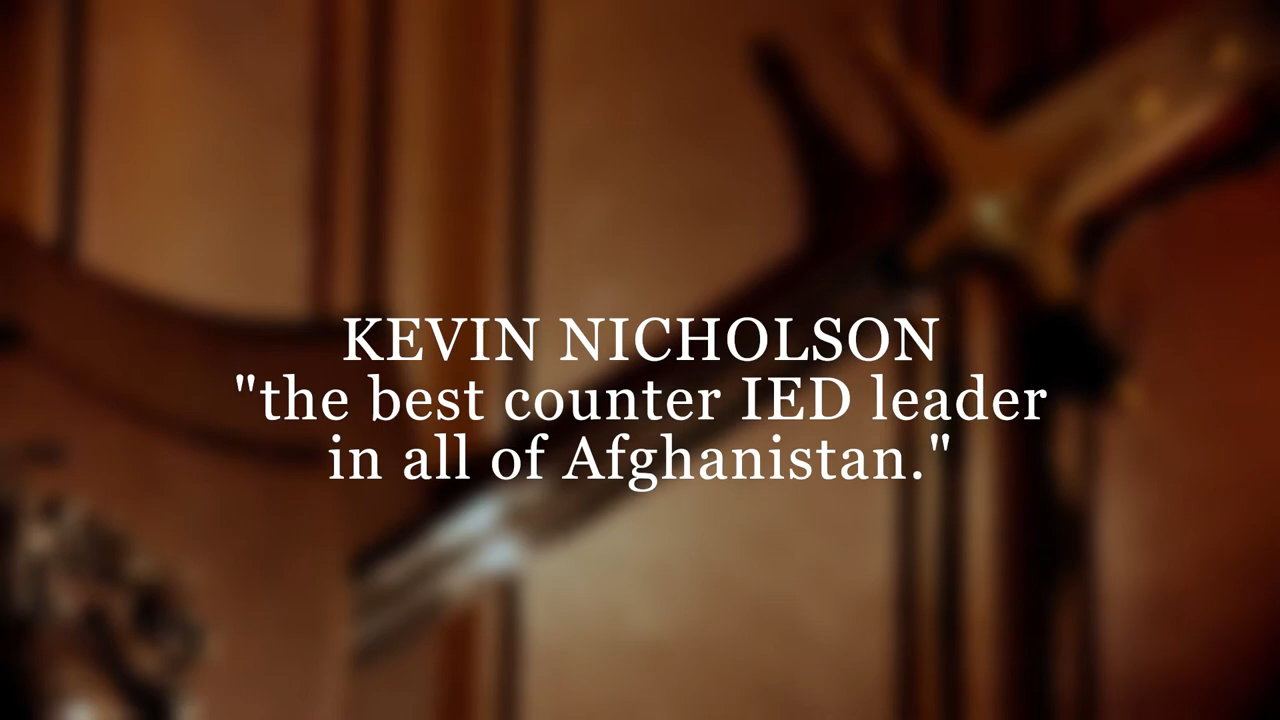 KEVIN NICHOLSON
"the best counter IED leader
in all of Afghanistan."